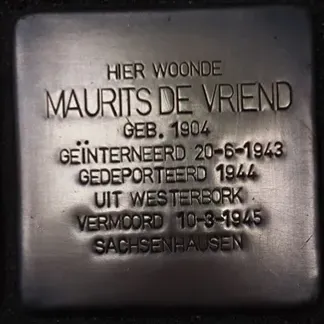 HIER WOONDE
MAURITS DE VRIEND
GEB. 1904
GEÏNTERNEERD 20-6-1943
GEDEPORTEERD 1944
UIT WESTERBORK
VERMOORD 10-3-1945
SACHSENHAUSEN